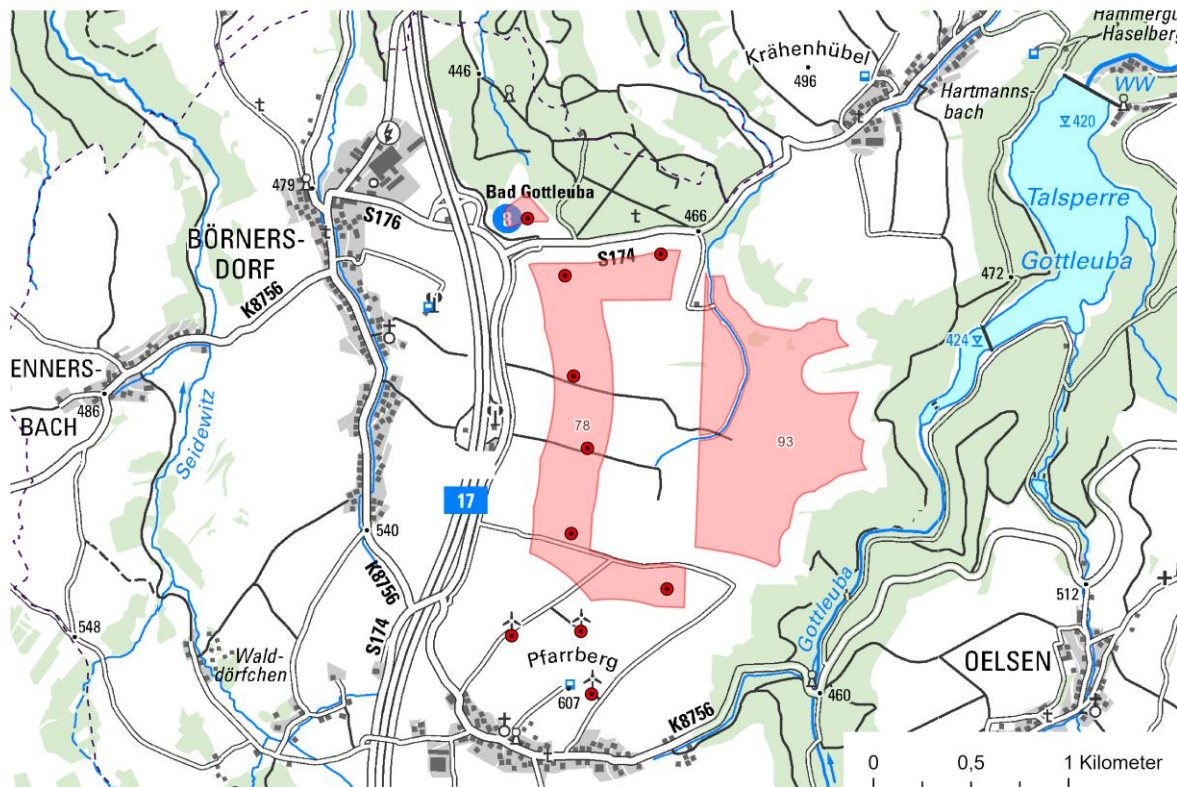 Hammergu
Haselberg
Krähenhübel
446
496
WW
Hartmanns-
bach
420
479
Bad Gottleuba
8
Talsperre
S176
466
BÖRNERS-
DORF
S174
Gottleuba
472
K8756
424
ENNERS-
486
BACH
78
93
Seidewitz
17
540
K8756
512
548
S174
Gottleuba
Wald-
dörfchen
Pfarrberg
OELSEN
607
460
K8756
0 0,5 1 Kilometer